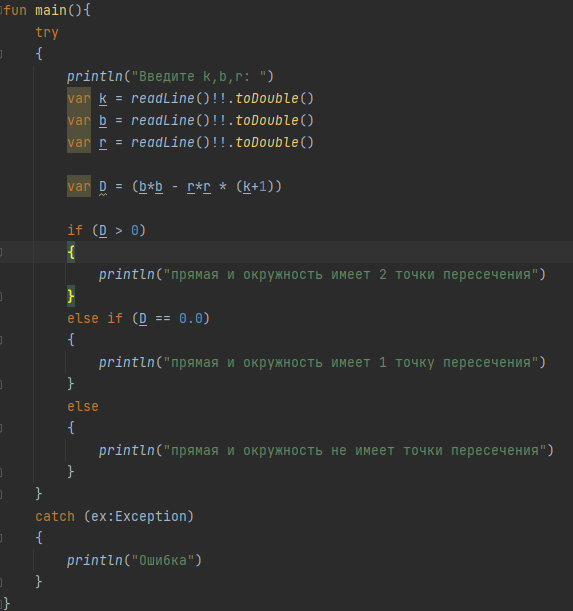 fun main(){
try
{
println("Введите k,b,r: ")
var k = readLine()!!.toDouble()
var b = readLine()!!.toDouble()
var r = readLine()!!.toDouble()
var D = (b*b - r*r * (k+1))
if (D > 0)
{
println("прямая и окружность имеет 2 точки пересечения")
}
else if (D == 0.0)
{
println("прямая и окружность имеет 1 точку пересечения")
}
else
{
println("прямая и окружность не имеет точки пересечения")
}
}
catch (ex:Exception)
{
println("Ошибка")
}
}